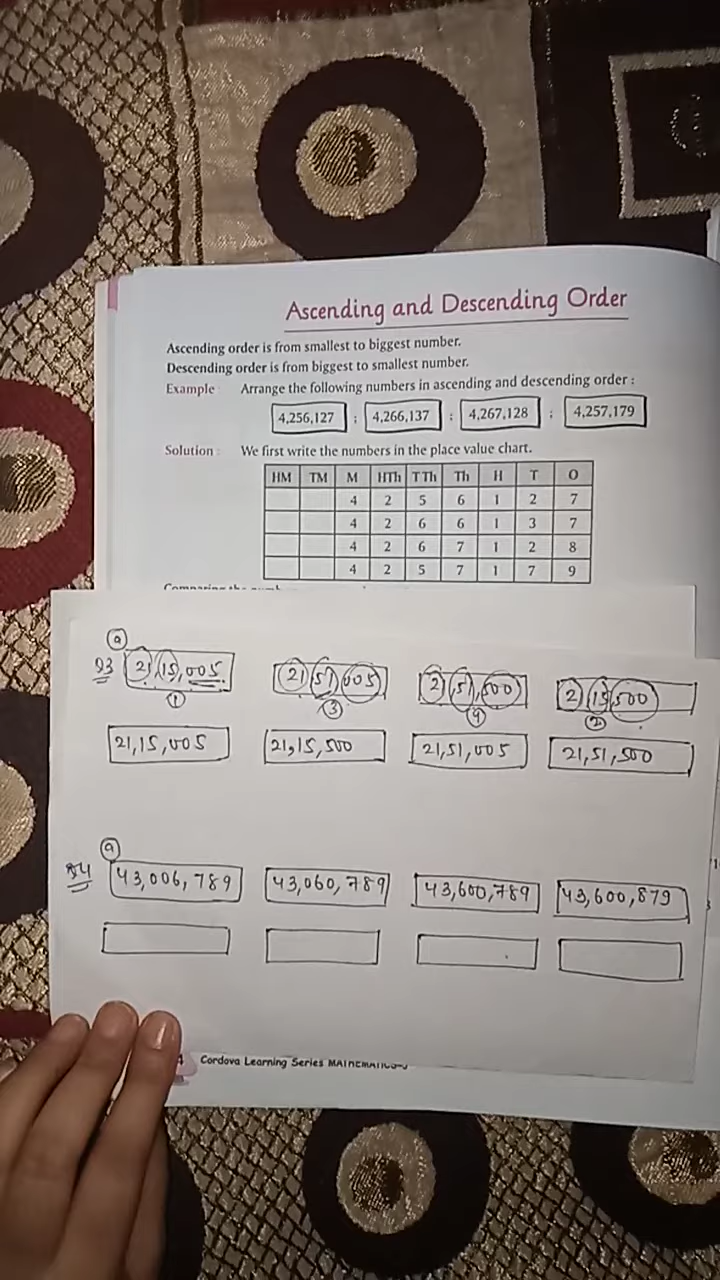 Ascending and Descending Order
Ascending order is from smallest to biggest number.
Descending order is from biggest to smallest number.
Example : Arrange the following numbers in ascending and descending order :
4,256,127 ; 4,266,137 ; 4,267,128 ; 4,257,179
Solution : We first write the numbers in the place value chart.
HM TM M HTh T Th Th H T O
4 2 5 6 1 2 7
4 2 6 6 1 3 7
4 2 6 7 1 2 8
4 2 5 7 1 7 9
a
Q3 21,15,005 21,51,005 21,51,500 21,15,500
1 3 4 2
21,15,005 21,15,500 21,51,005 21,51,500
a
Q4 43,006,789 43,060,789 43,600,789 43,600,879
4 Cordova Learning Series